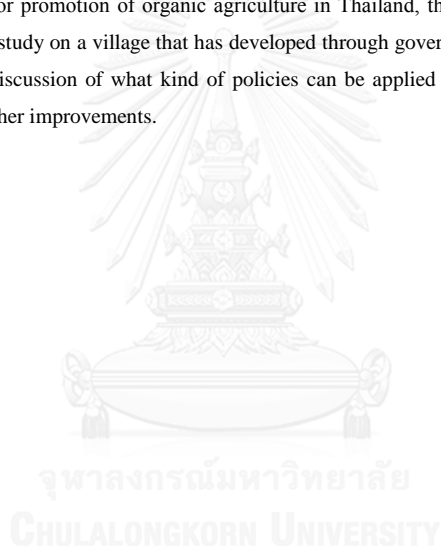 or promotion of organic agriculture in Thailand, th
study on a village that has developed through gover
iscussion of what kind of policies can be applied
her improvements.
จุฬาลงกรณ์มหาวิทยาลัย
CHULALONGKORN UNIVERSITY